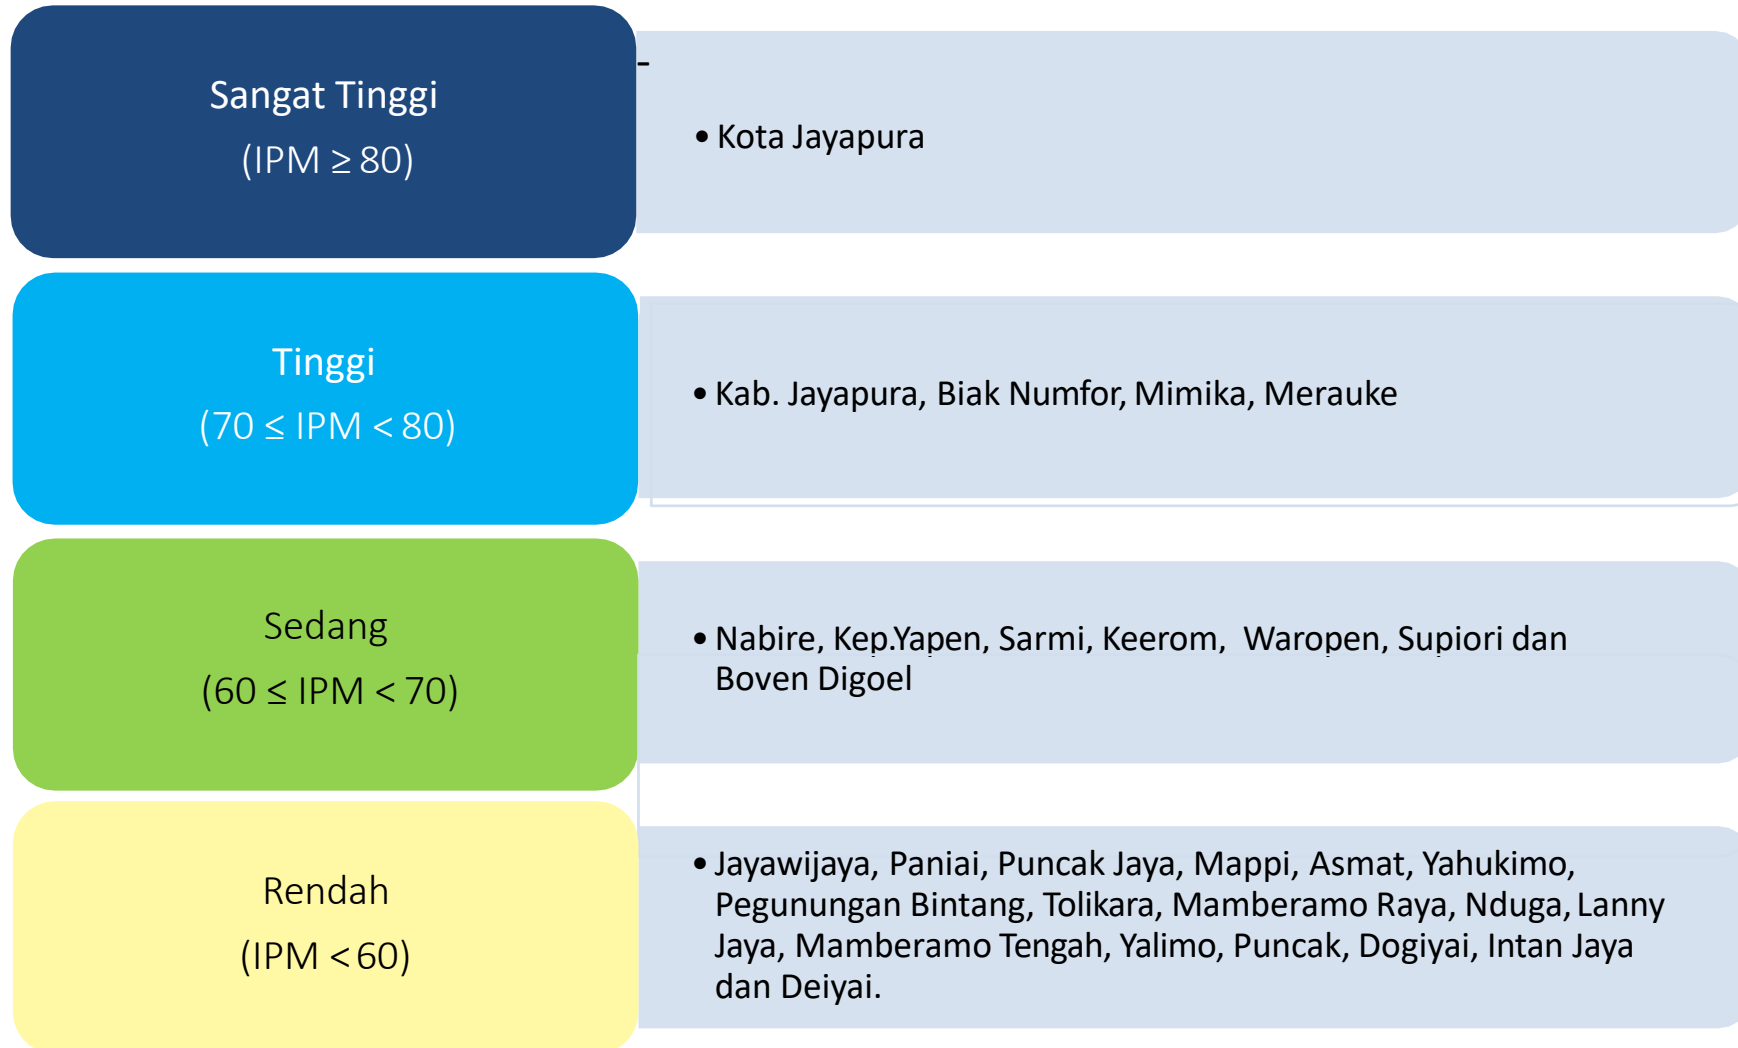 Sangat Tinggi
(IPM ≥ 80)
-
• Kota Jayapura
Tinggi
(70 ≤ IPM < 80)
• Kab. Jayapura, Biak Numfor, Mimika, Merauke
Sedang
(60 ≤ IPM < 70)
• Nabire, Kep.Yapen, Sarmi, Keerom, Waropen, Supiori dan
Boven Digoel
Rendah
(IPM < 60)
• Jayawijaya, Paniai, Puncak Jaya, Mappi, Asmat, Yahukimo,
Pegunungan Bintang, Tolikara, Mamberamo Raya, Nduga, Lanny
Jaya, Mamberamo Tengah, Yalimo, Puncak, Dogiyai, Intan Jaya
dan Deiyai.